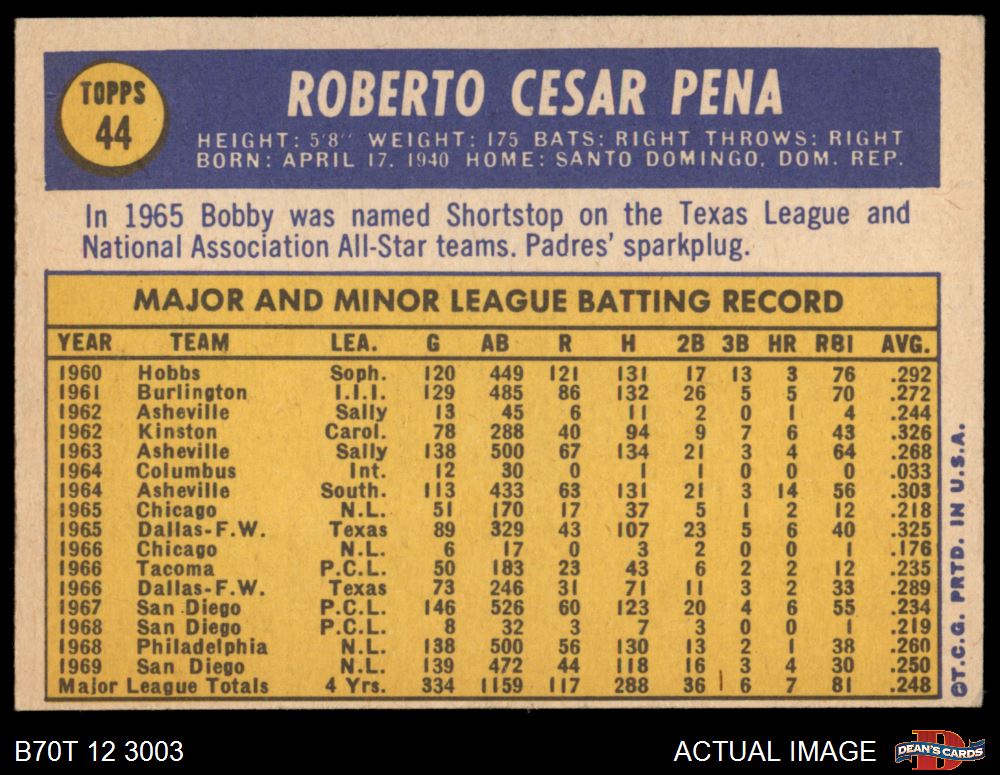 TOPPS
44
ROBERTO CESAR PENA
HEIGHT: 5'8" WEIGHT: 175 BATS: RIGHT THROWS: RIGHT
BORN: APRIL 17, 1940 HOME: SANTO DOMINGO, DOM. REP.
In 1965 Bobby was named Shortstop on the Texas League and
National Association All-Star teams. Padres' sparkplug.
MAJOR AND MINOR LEAGUE BATTING RECORD
YEAR TEAM LEA. G AB R H 2B 3B HR RBI AVG.
1960 Hobbs Soph. 120 449 121 131 17 13 3 76 .292
1961 Burlington I.I.I. 129 485 86 132 26 5 5 70 .272
1962 Asheville Sally 13 45 6 11 2 0 1 4 .244
1962 Kinston Carol. 78 288 40 94 9 7 6 43 .326
1963 Asheville Sally 138 500 67 134 21 3 4 64 .268
1964 Columbus Int. 12 30 0 1 1 0 0 0 .033
1964 Asheville South. 113 433 63 131 21 3 14 56 .303
1965 Chicago N.L. 51 170 17 37 5 1 2 12 .218
1965 Dallas-F.W. Texas 89 329 43 107 23 5 6 40 .325
1966 Chicago N.L. 6 17 0 3 2 0 0 1 .176
1966 Tacoma P.C.L. 50 183 23 43 6 2 2 12 .235
1966 Dallas-F.W. Texas 73 246 31 71 11 3 2 33 .289
1967 San Diego P.C.L. 146 526 60 123 20 4 6 55 .234
1968 San Diego P.C.L. 8 32 3 7 3 0 0 1 .219
1968 Philadelphia N.L. 138 500 56 130 13 2 1 38 .260
1969 San Diego N.L. 139 472 44 118 16 3 4 30 .250
Major League Totals 4 Yrs. 334 1159 117 288 36 6 7 81 .248
©T.C.G. PRTD. IN U.S.A.
B70T 12 3003
ACTUAL IMAGE
D
DEAN'S CARDS